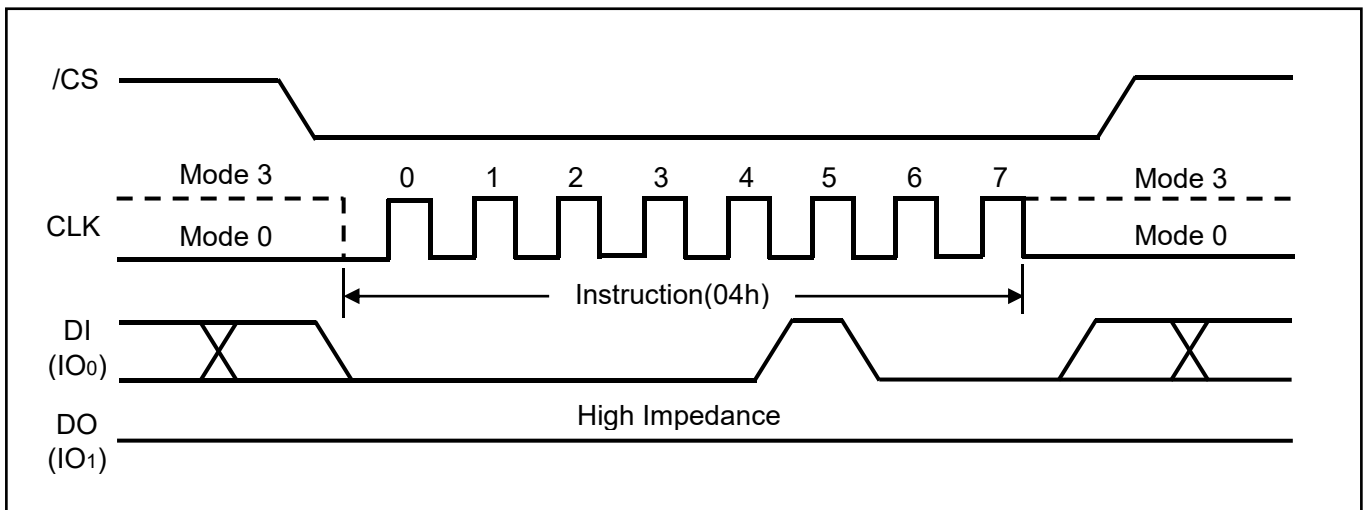 /CS
Mode 3 0 1 2 3 4 5 6 7 Mode 3
CLK
Mode 0 Mode 0
Instruction(04h)
DI
(IO0)
High Impedance
DO
(IO1)